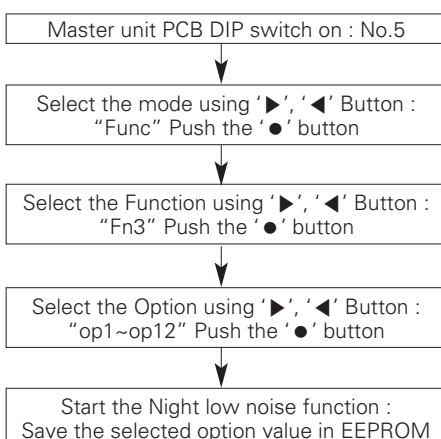 Master unit PCB DIP switch on : No.5
Select the mode using ‘▶’, ‘◀’ Button :
“Func” Push the ‘●’ button
Select the Function using ‘▶’, ‘◀’ Button :
“Fn3” Push the ‘●’ button
Select the Option using ‘▶’, ‘◀’ Button :
“op1~op12” Push the ‘●’ button
Start the Night low noise function :
Save the selected option value in EEPROM